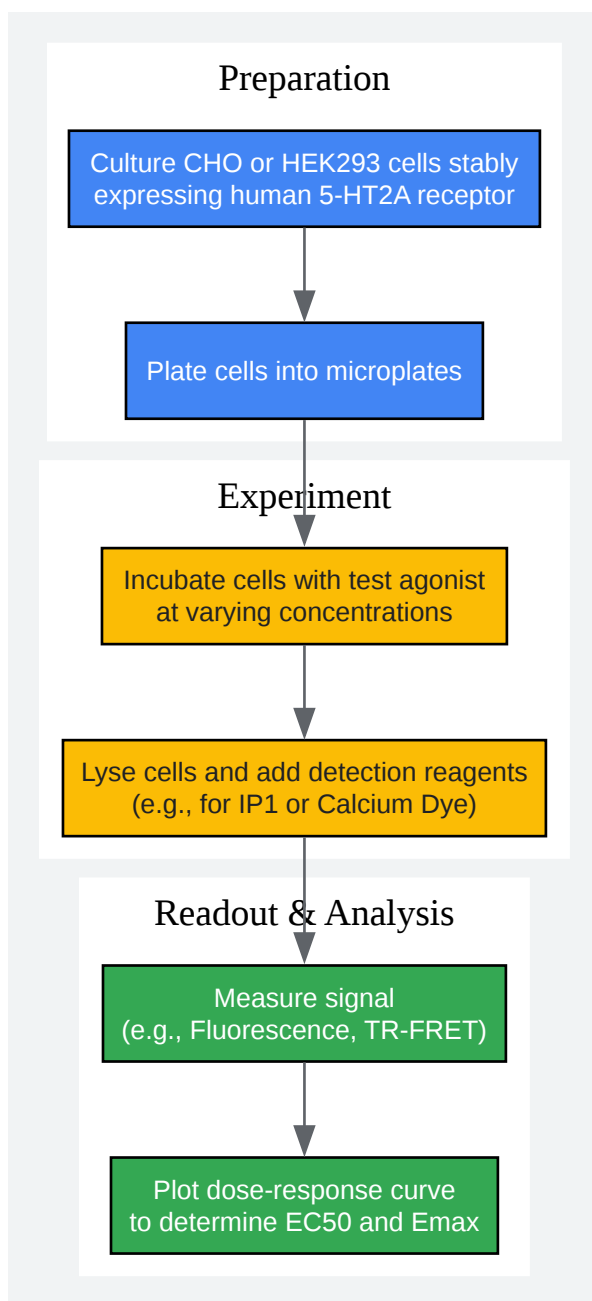 Preparation
Culture CHO or HEK293 cells stably
expressing human 5-HT2A receptor
Plate cells into microplates
Experiment
Incubate cells with test agonist
at varying concentrations
Lyse cells and add detection reagents
(e.g., for IP1 or Calcium Dye)
Readout & Analysis
Measure signal
(e.g., Fluorescence, TR-FRET)
Plot dose-response curve
to determine EC50 and Emax